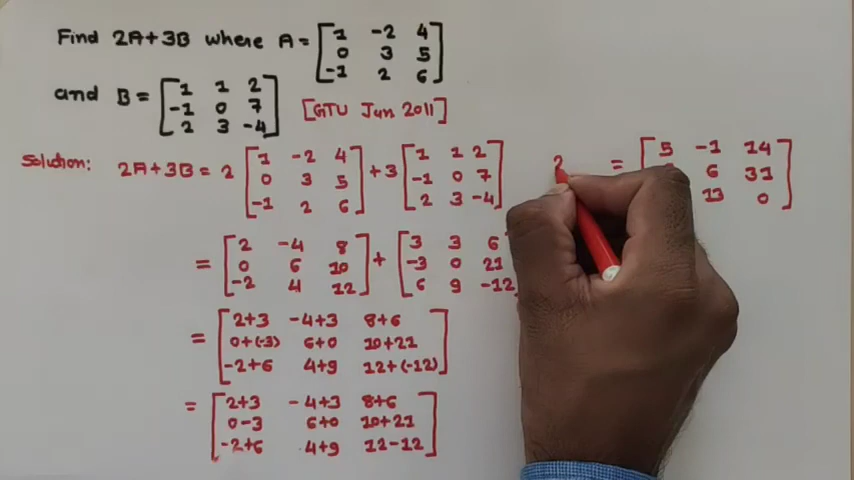 Find 2A+3B where A = [1 -2 4
0 3 5
-1 2 6]
and B = [1 1 2
-1 0 7
2 3 -4] [GTU Jun 2011]
Solution: 2A+3B = 2 [1 -2 4
0 3 5
-1 2 6] +3 [1 1 2
-1 0 7
2 3 -4]
= [2 -4 8
0 6 10
-2 4 12] + [3 3 6
-3 0 21
6 9 -12
= [2+3 -4+3 8+6
0+(-3) 6+0 10+21
-2+6 4+9 12+(-12)]
= [2+3 -4+3 8+6
0-3 6+0 10+21
-2+6 4+9 12-12]
2 = [5 -1 14
6 31
13 0]